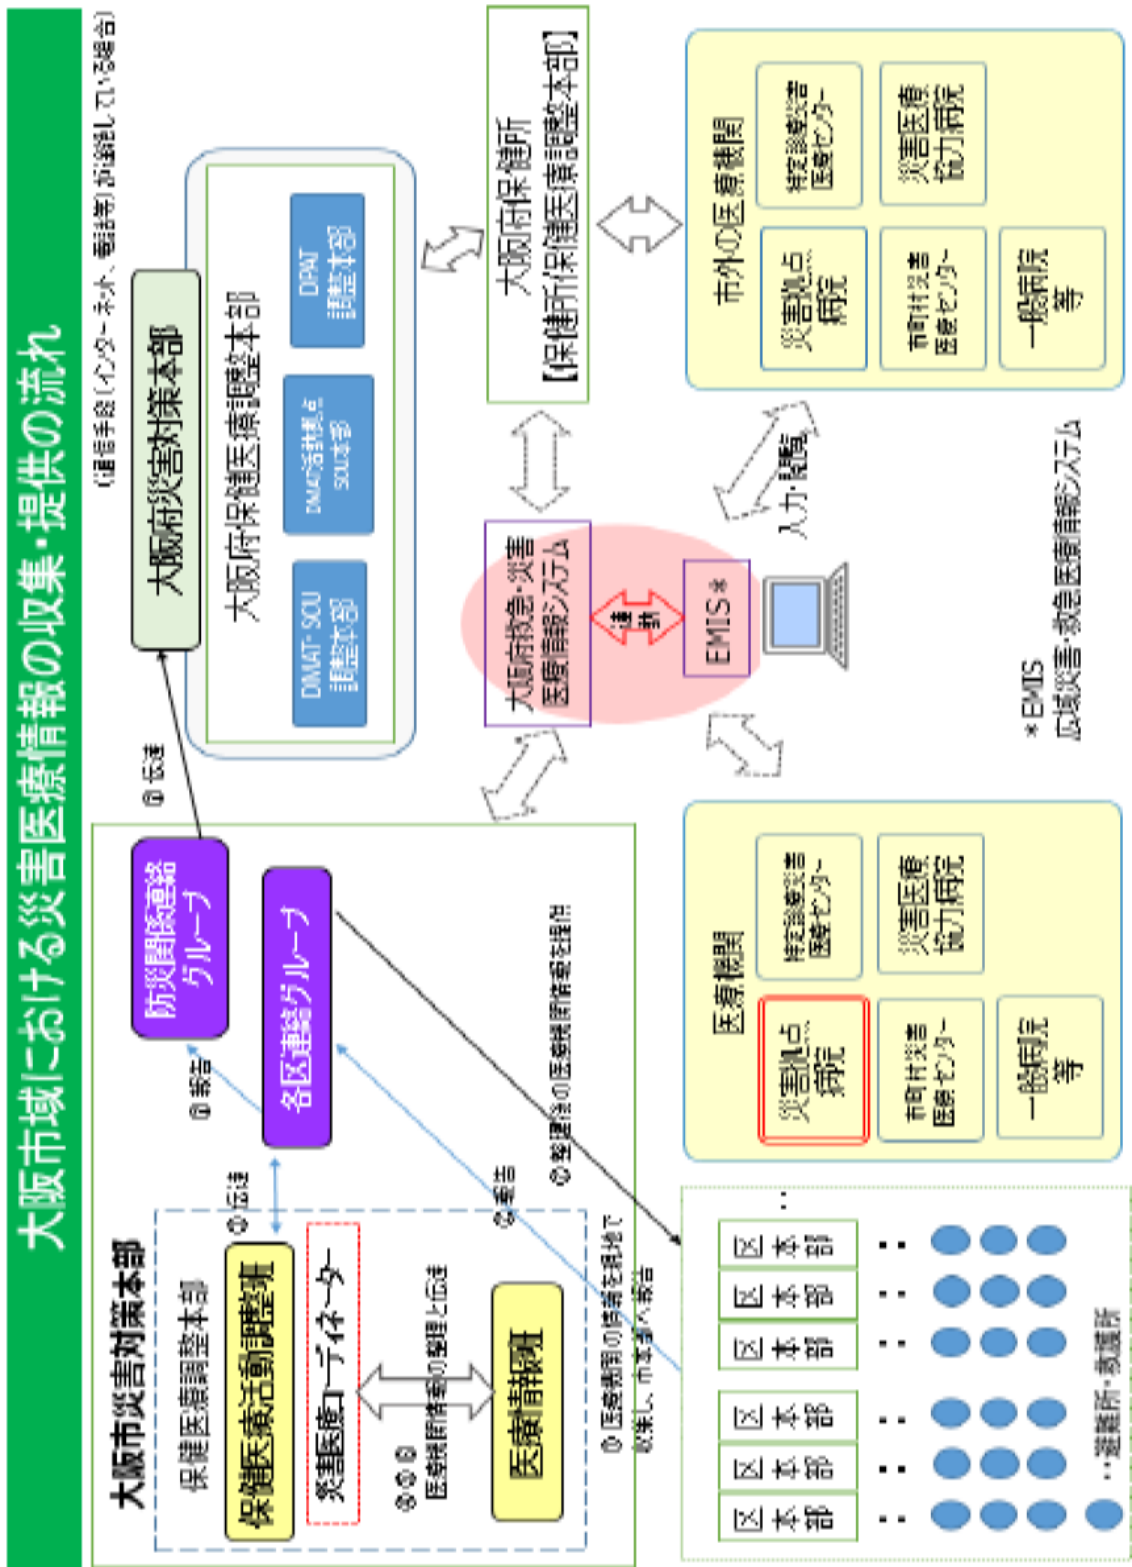 大阪市域における災害医療情報の収集・提供の流れ
(通信手段(インターネット、電話等)が途絶している場合)
大阪市災害対策本部
保健医療調整本部
保健医療活動調整班
災害医療コーディネーター
医療機関情報の整理と伝達
医療情報班
伝達
報告
防災関係連絡
グループ
各区連絡グループ
伝達
大阪府災害対策本部
大阪府保健医療調整本部
DMAT・SCU
調整本部
DMAT活動拠点
SCU本部
DPAT
調整本部
大阪府救急・災害
医療情報システム
連動
EMIS*
大阪府保健所
【保健所保健医療調整本部】
入力・閲覧
報告
整理後の医療機関情報を提供
① 医療機関の情報を現地で
収集し、市本部へ報告
区本部
区本部
区本部
区本部
区本部
区本部
‥避難所・救護所
医療機関
災害拠点
病院
特定診療災害
医療センター
市町村災害
医療センター
災害医療
協力病院
一般病院
等
市外の医療機関
災害拠点
病院
特定診療災害
医療センター
市町村災害
医療センター
災害医療
協力病院
一般病院
等
*EMIS
広域災害・救急医療情報システム